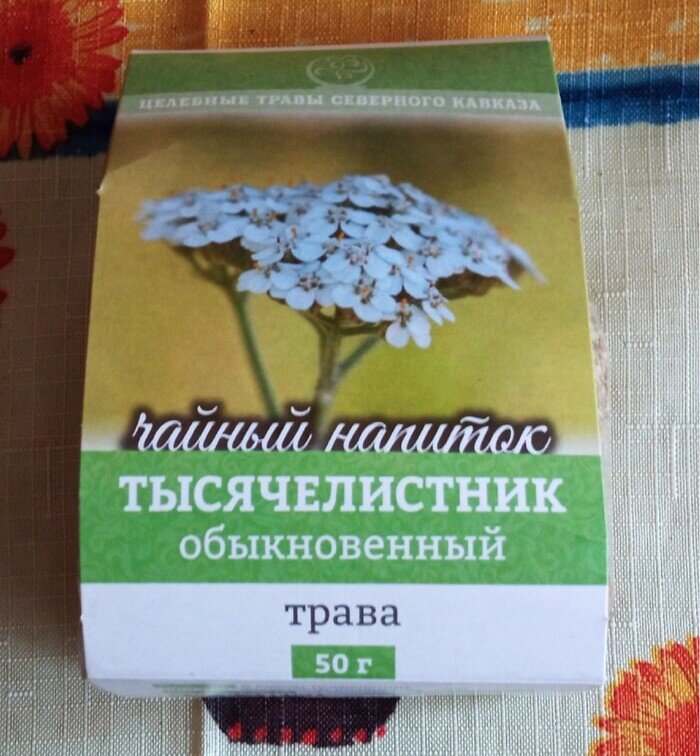 ЦЕЛЕБНЫЕ ТРАВЫ СЕВЕРНОГО КАВКАЗА
чайный напиток
ТЫСЯЧЕЛИСТНИК
обыкновенный
трава
50 г